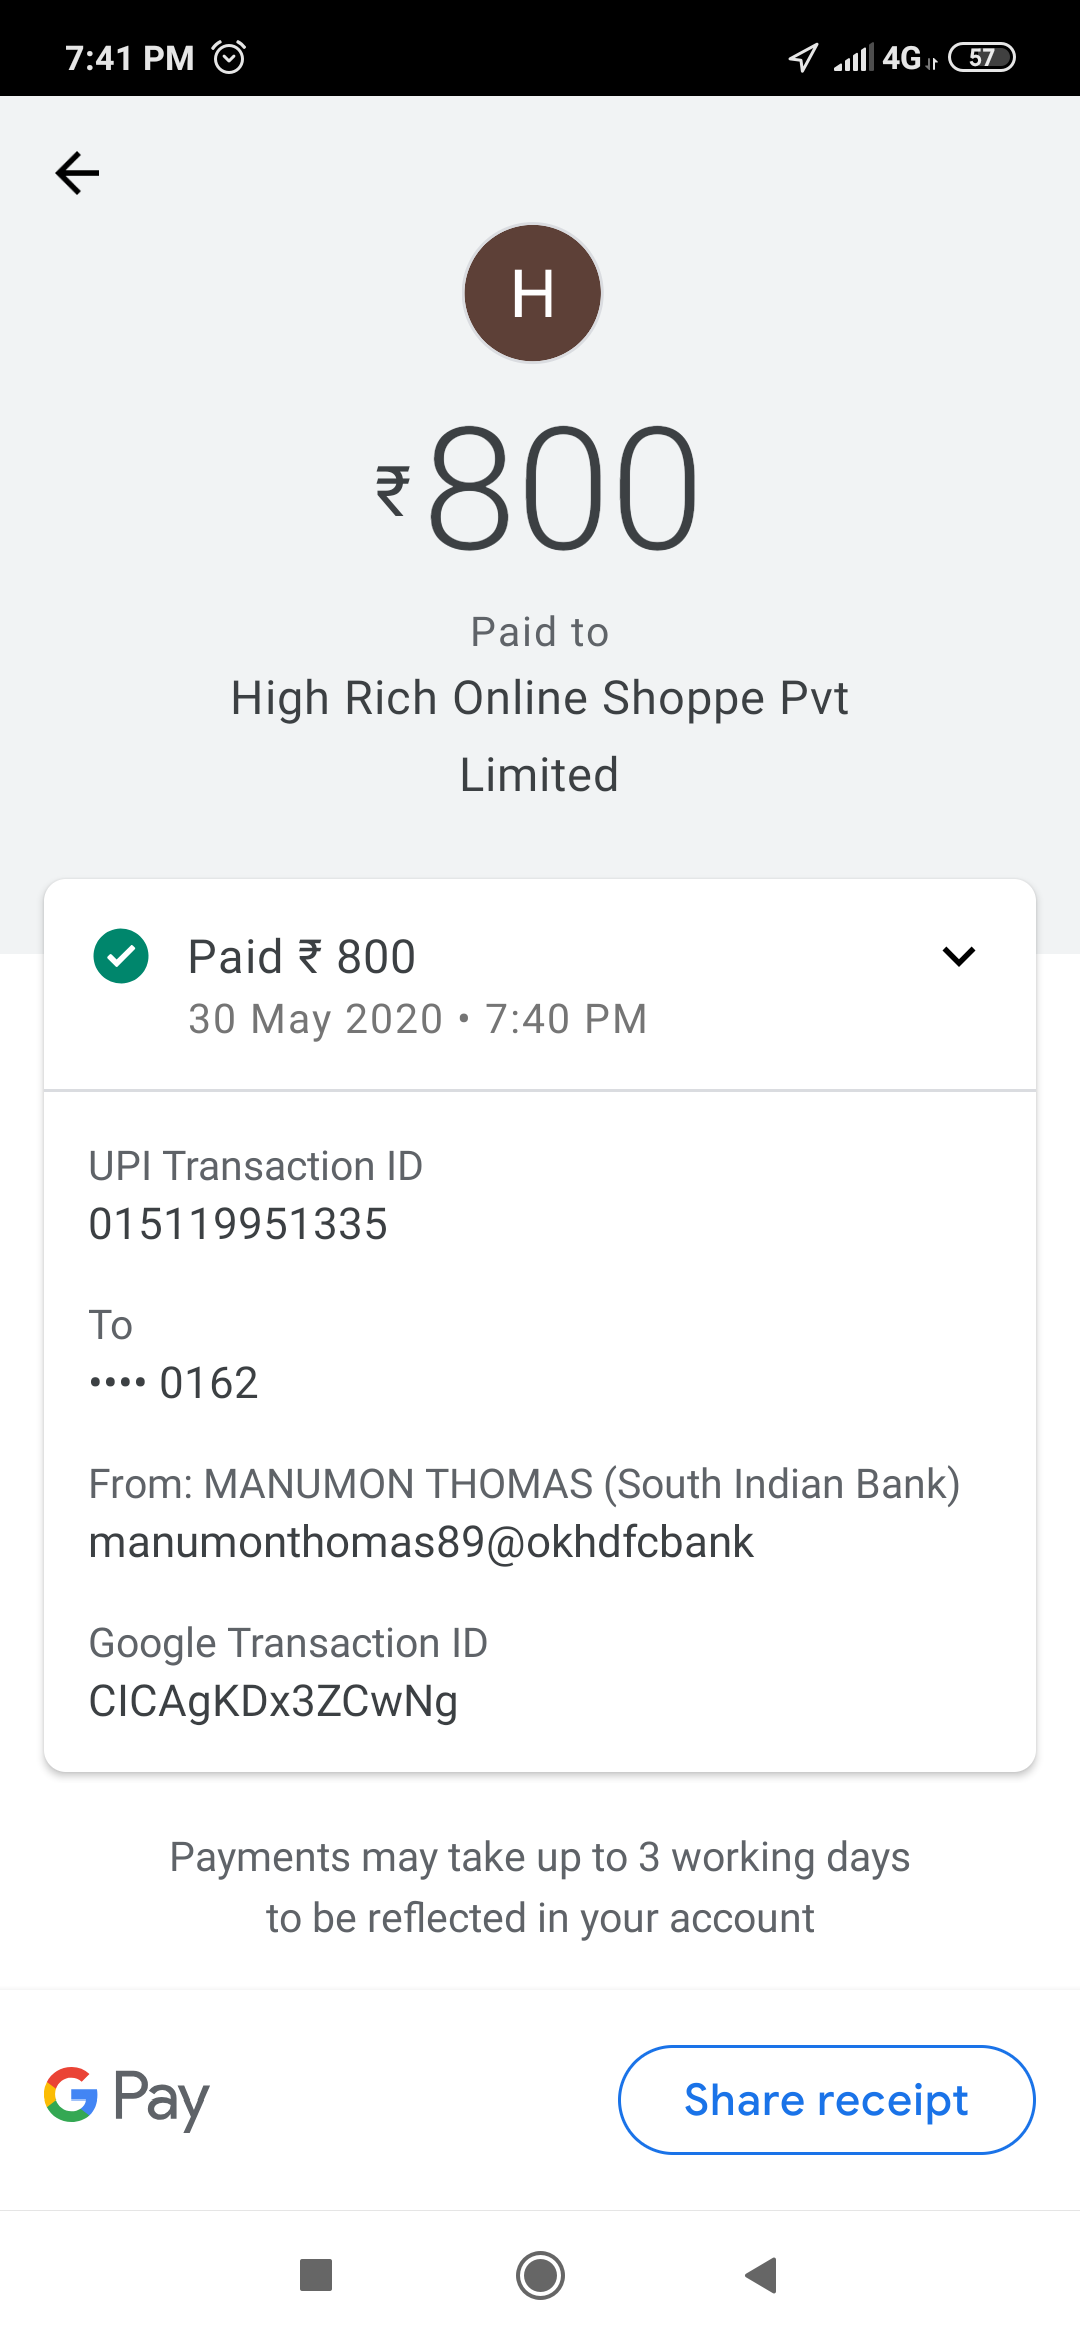 7:41 PM 4G 57
H
₹800
Paid to
High Rich Online Shoppe Pvt
Limited
Paid ₹ 800
30 May 2020 • 7:40 PM
UPI Transaction ID
015119951335
To
•••• 0162
From: MANUMON THOMAS (South Indian Bank)
manumonthomas89@okhdfcbank
Google Transaction ID
CICAgKDx3ZCwNg
Payments may take up to 3 working days
to be reflected in your account
G Pay Share receipt